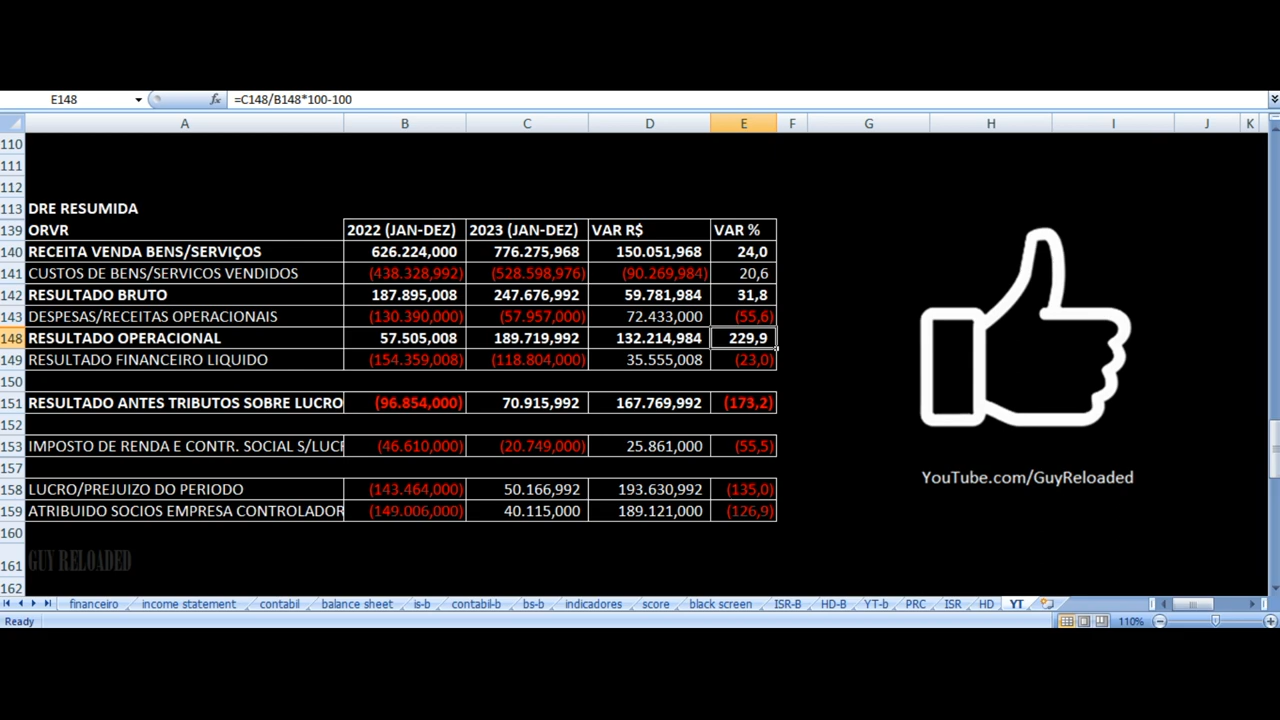 E148 fx =C148/B148*100-100
A B C D E F G H I J K
110
111
112
113 DRE RESUMIDA
139 ORVR 2022 (JAN-DEZ) 2023 (JAN-DEZ) VAR R$ VAR %
140 RECEITA VENDA BENS/SERVIÇOS 626.224,000 776.275,968 150.051,968 24,0
141 CUSTOS DE BENS/SERVICOS VENDIDOS (438.328,992) (528.598,976) (90.269,984) 20,6
142 RESULTADO BRUTO 187.895,008 247.676,992 59.781,984 31,8
143 DESPESAS/RECEITAS OPERACIONAIS (130.390,000) (57.957,000) 72.433,000 (55,6)
148 RESULTADO OPERACIONAL 57.505,008 189.719,992 132.214,984 229,9
149 RESULTADO FINANCEIRO LIQUIDO (154.359,008) (118.804,000) 35.555,008 (23,0)
150
151 RESULTADO ANTES TRIBUTOS SOBRE LUCRO (96.854,000) 70.915,992 167.769,992 (173,2)
152
153 IMPOSTO DE RENDA E CONTR. SOCIAL S/LUCR (46.610,000) (20.749,000) 25.861,000 (55,5)
157
YouTube.com/GuyReloaded
158 LUCRO/PREJUIZO DO PERIODO (143.464,000) 50.166,992 193.630,992 (135,0)
159 ATRIBUIDO SOCIOS EMPRESA CONTROLADOR (149.006,000) 40.115,000 189.121,000 (126,9)
160
161 GUY RELOADED
162
financeiro income statement contabil balance sheet is-b contabil-b bs-b indicadores score black screen ISR-B HD-B YT-b PRC ISR HD YT
Ready 110%